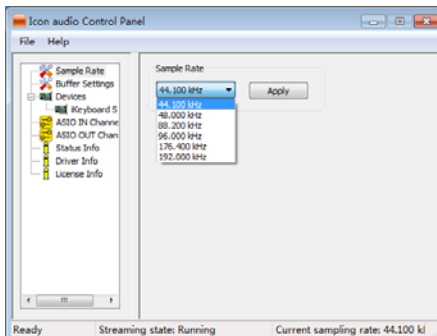 Icon audio Control Panel
File Help
Sample Rate
Buffer Settings
Devices
iKeyboard S
ASIO IN Channe
ASIO OUT Chan
Status Info
Driver Info
License Info
Sample Rate
44.100 kHz
Apply
44.100 kHz
48.000 kHz
88.200 kHz
96.000 kHz
176.400 kHz
192.000 kHz
Ready Streaming state: Running Current sampling rate: 44.100 kl